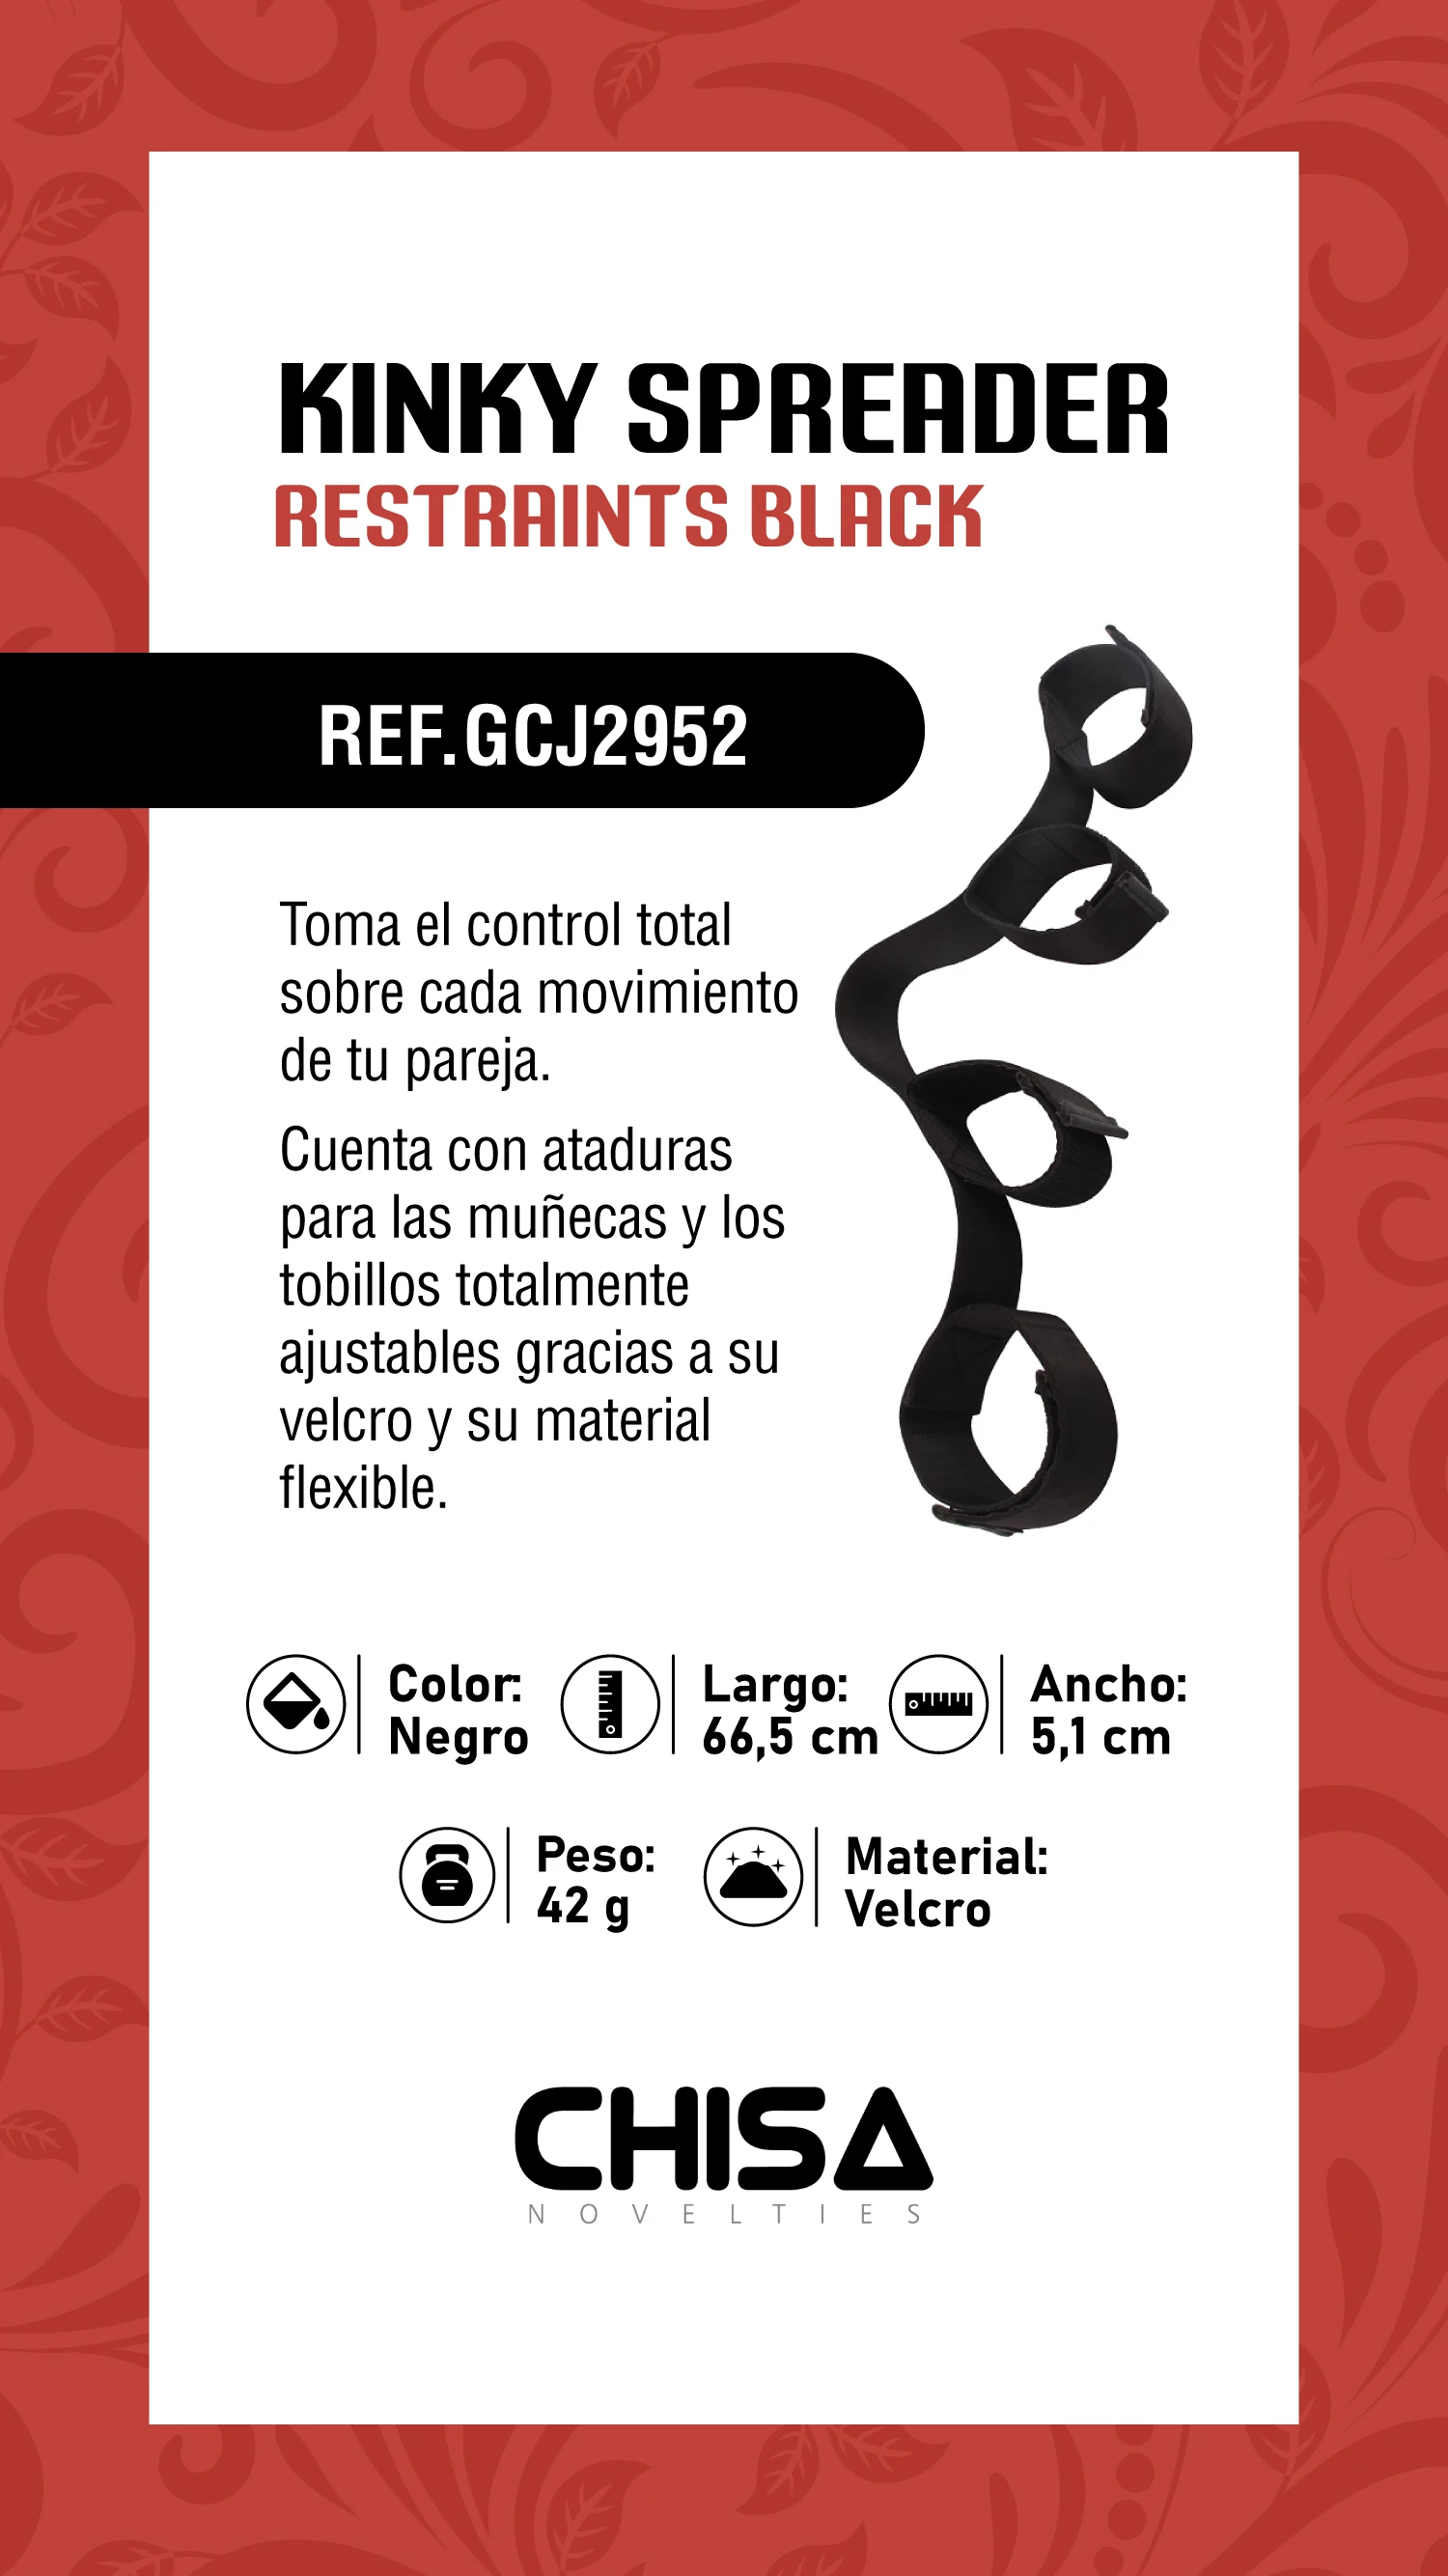 KINKY SPREADER
RESTRAINTS BLACK
REF.GCJ2952
Toma el control total
sobre cada movimiento
de tu pareja.
Cuenta con ataduras
para las muñecas y los
tobillos totalmente
ajustables gracias a su
velcro y su material
flexible.
Color:
Negro
Largo:
66,5 cm
Ancho:
5,1 cm
Peso:
42 g
Material:
Velcro
CHISA
NOVELTIES